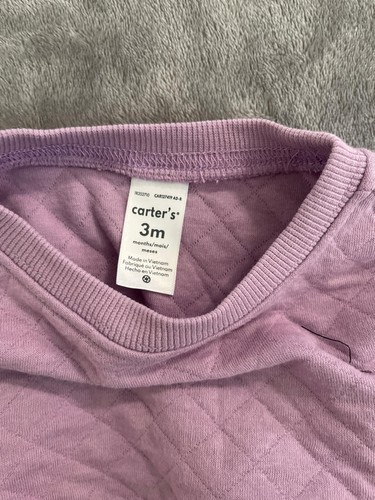 carter's®
3m
months/mois/
meses
Made in Vietnam
Fabriqué au Vietnam
Hecho en Vietnam